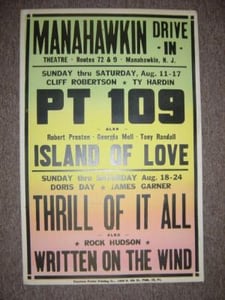 MANAHAWKIN DRIVE
-IN-
THEATRE · Routes 72 & 9 · Manahawkin, N. J.
SUNDAY thru SATURDAY, Aug. 11-17
CLIFF ROBERTSON ★ TY HARDIN
PT 109
- ALSO -
Robert Preston - Georgia Moll - Tony Randall
ISLAND OF LOVE
SUNDAY thru SATURDAY Aug. 18-24
DORIS DAY ★ JAMES GARNER
THRILL OF IT ALL
- ALSO -
★ ROCK HUDSON ★
WRITTEN ON THE WIND